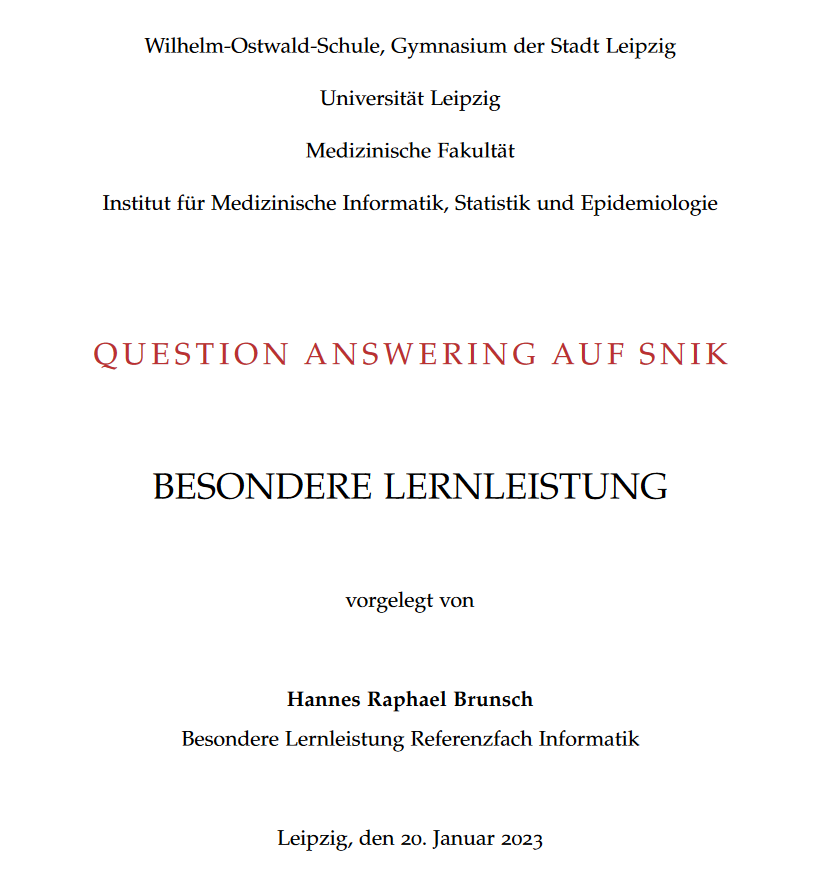 Wilhelm-Ostwald-Schule, Gymnasium der Stadt Leipzig
Universität Leipzig
Medizinische Fakultät
Institut für Medizinische Informatik, Statistik und Epidemiologie
QUESTION ANSWERING AUF SNIK
BESONDERE LERNLEISTUNG
vorgelegt von
Hannes Raphael Brunsch
Besondere Lernleistung Referenzfach Informatik
Leipzig, den 20. Januar 2023